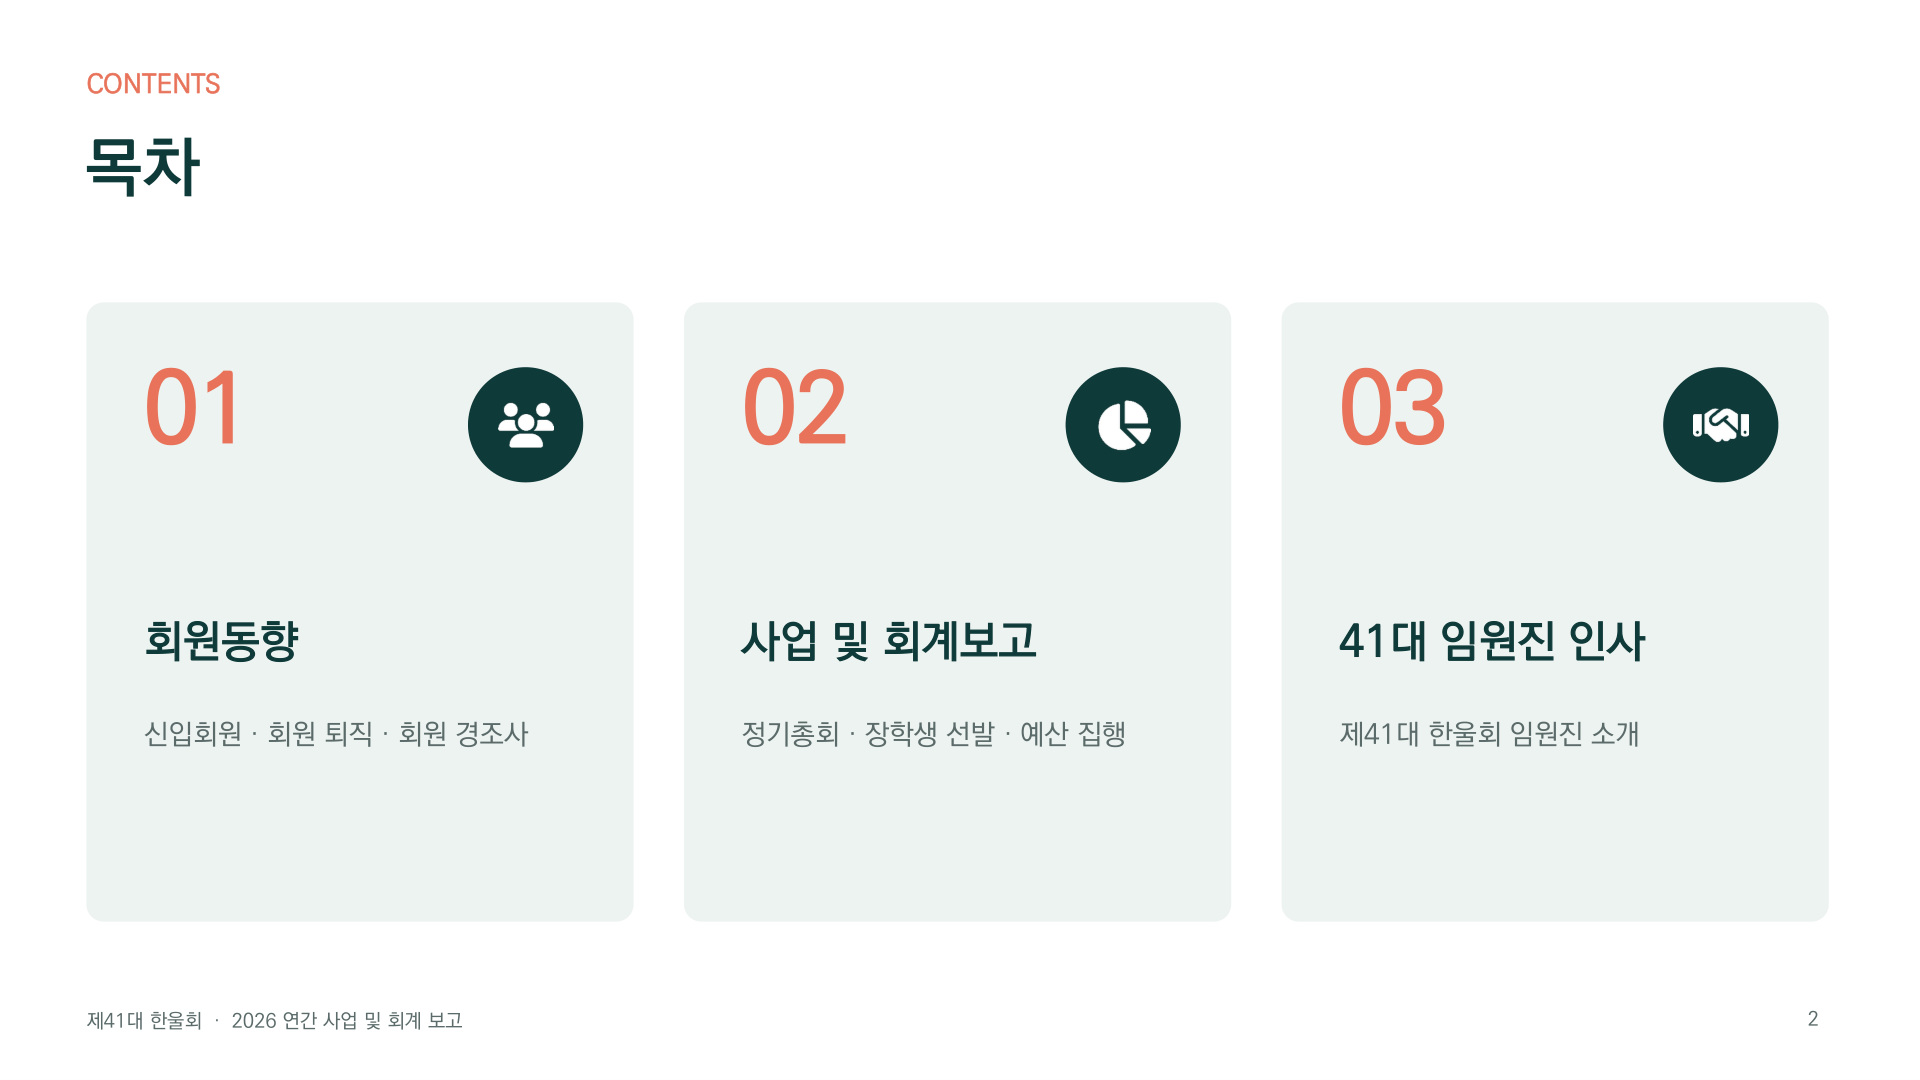 CONTENTS
목차
01
회원동향
신입회원 · 회원 퇴직 · 회원 경조사
02
사업 및 회계보고
정기총회 · 장학생 선발 · 예산 집행
03
41대 임원진 인사
제41대 한울회 임원진 소개
제41대 한울회 · 2026 연간 사업 및 회계 보고
2